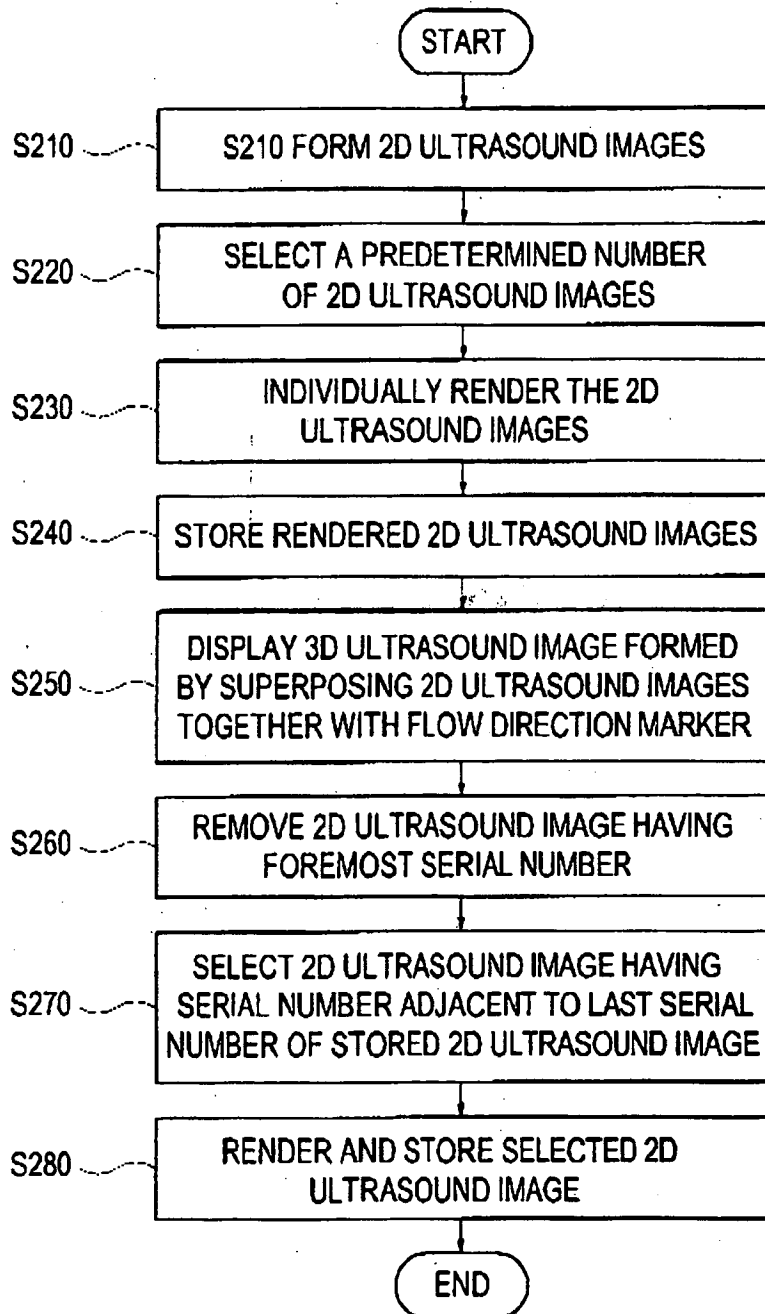 START
S210
S210 FORM 2D ULTRASOUND IMAGES
S220
SELECT A PREDETERMINED NUMBER
OF 2D ULTRASOUND IMAGES
S230
INDIVIDUALLY RENDER THE 2D
ULTRASOUND IMAGES
S240
STORE RENDERED 2D ULTRASOUND IMAGES
S250
DISPLAY 3D ULTRASOUND IMAGE FORMED
BY SUPERPOSING 2D ULTRASOUND IMAGES
TOGETHER WITH FLOW DIRECTION MARKER
S260
REMOVE 2D ULTRASOUND IMAGE HAVING
FOREMOST SERIAL NUMBER
S270
SELECT 2D ULTRASOUND IMAGE HAVING
SERIAL NUMBER ADJACENT TO LAST SERIAL
NUMBER OF STORED 2D ULTRASOUND IMAGE
S280
RENDER AND STORE SELECTED 2D
ULTRASOUND IMAGE
END